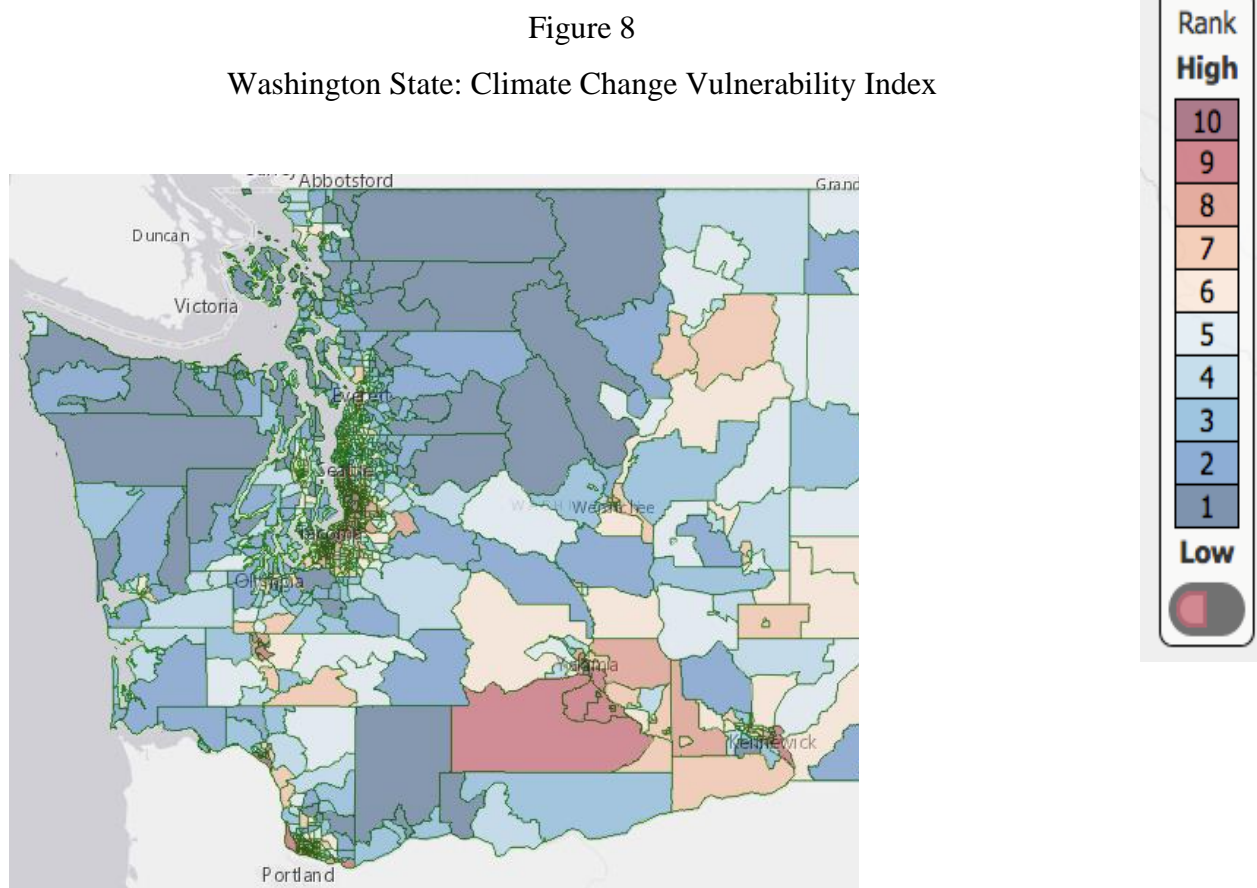 Figure 8
Washington State: Climate Change Vulnerability Index
Rank
High
10
9
8
7
6
5
4
3
2
1
Low
Abbotsford
Grand
Duncan
Victoria
Everett
Seattle
Wenatchee
Tacoma
Olympia
Yakima
Kennewick
Portland